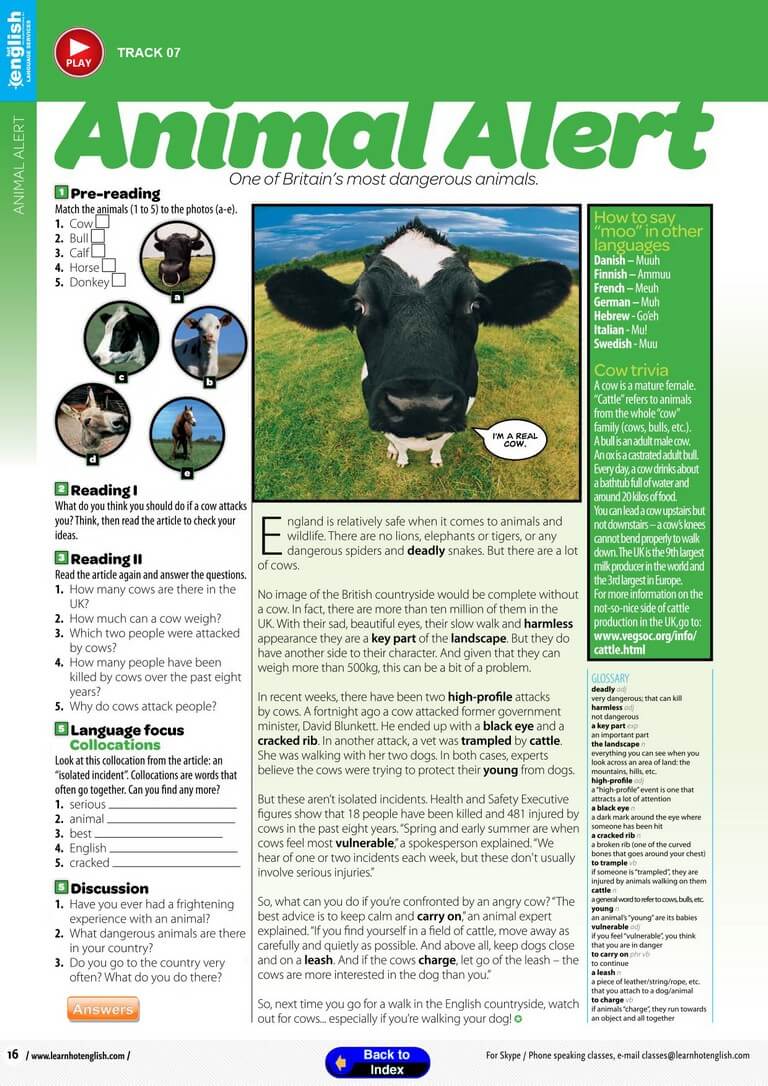 hot
english
LANGUAGE SERVICES
ANIMAL ALERT
PLAY
TRACK 07
Animal Alert
One of Britain's most dangerous animals.
1 Pre-reading
Match the animals (1 to 5) to the photos (a-e).
1. Cow
2. Bull
3. Calf
4. Horse
5. Donkey
a
c
b
d
e
2 Reading I
What do you think you should do if a cow attacks
you? Think, then read the article to check your
ideas.
3 Reading II
Read the article again and answer the questions.
1. How many cows are there in the
UK?
2. How much can a cow weigh?
3. Which two people were attacked
by cows?
4. How many people have been
killed by cows over the past eight
years?
5. Why do cows attack people?
5 Language focus
Collocations
Look at this collocation from the article: an
"isolated incident". Collocations are words that
often go together. Can you find any more?
1. serious
2. animal
3. best
4. English
5. cracked
5 Discussion
1. Have you ever had a frightening
experience with an animal?
2. What dangerous animals are there
in your country?
3. Do you go to the country very
often? What do you do there?
Answers
I'M A REAL
COW.
England is relatively safe when it comes to animals and
wildlife. There are no lions, elephants or tigers, or any
dangerous spiders and deadly snakes. But there are a lot
of cows.
No image of the British countryside would be complete without
a cow. In fact, there are more than ten million of them in the
UK. With their sad, beautiful eyes, their slow walk and harmless
appearance they are a key part of the landscape. But they do
have another side to their character. And given that they can
weigh more than 500kg, this can be a bit of a problem.
In recent weeks, there have been two high-profile attacks
by cows. A fortnight ago a cow attacked former government
minister, David Blunkett. He ended up with a black eye and a
cracked rib. In another attack, a vet was trampled by cattle.
She was walking with her two dogs. In both cases, experts
believe the cows were trying to protect their young from dogs.
But these aren't isolated incidents. Health and Safety Executive
figures show that 18 people have been killed and 481 injured by
cows in the past eight years. "Spring and early summer are when
cows feel most vulnerable," a spokesperson explained. "We
hear of one or two incidents each week, but these don't usually
involve serious injuries."
So, what can you do if you're confronted by an angry cow? "The
best advice is to keep calm and carry on," an animal expert
explained. "If you find yourself in a field of cattle, move away as
carefully and quietly as possible. And above all, keep dogs close
and on a leash. And if the cows charge, let go of the leash – the
cows are more interested in the dog than you."
So, next time you go for a walk in the English countryside, watch
out for cows... especially if you're walking your dog!
How to say
"moo" in other
languages
Danish – Muuh
Finnish – Ammuu
French – Meuh
German – Muh
Hebrew - Go'eh
Italian - Mu!
Swedish - Muu
Cow trivia
A cow is a mature female.
"Cattle" refers to animals
from the whole "cow"
family (cows, bulls, etc.).
A bull is an adult male cow.
An ox is a castrated adult bull.
Every day, a cow drinks about
a bathtub full of water and
around 20 kilos of food.
You can lead a cow upstairs but
not downstairs – a cow's knees
cannot bend properly to walk
down. The UK is the 9th largest
milk producer in the world and
the 3rd largest in Europe.
For more information on the
not-so-nice side of cattle
production in the UK, go to:
www.vegsoc.org/info/
cattle.html
GLOSSARY
deadly adj
very dangerous; that can kill
harmless adj
not dangerous
a key part exp
an important part
the landscape n
everything you can see when you
look across an area of land: the
mountains, hills, etc.
high-profile adj
a "high-profile" event is one that
attracts a lot of attention
a black eye n
a dark mark around the eye where
someone has been hit
a cracked rib n
a broken rib (one of the curved
bones that goes around your chest)
to trample vb
if someone is "trampled", they are
injured by animals walking on them
cattle n
a general word to refer to cows, bulls, etc.
young n
an animal's "young" are its babies
vulnerable adj
if you feel "vulnerable", you think
that you are in danger
to carry on phr vb
to continue
a leash n
a piece of leather/string/rope, etc.
that you attach to a dog/animal
to charge vb
if animals "charge", they run towards
an object and all together
16 / www.learnhotenglish.com /
Back to
Index
For Skype / Phone speaking classes, e-mail classes@learnhotenglish.com